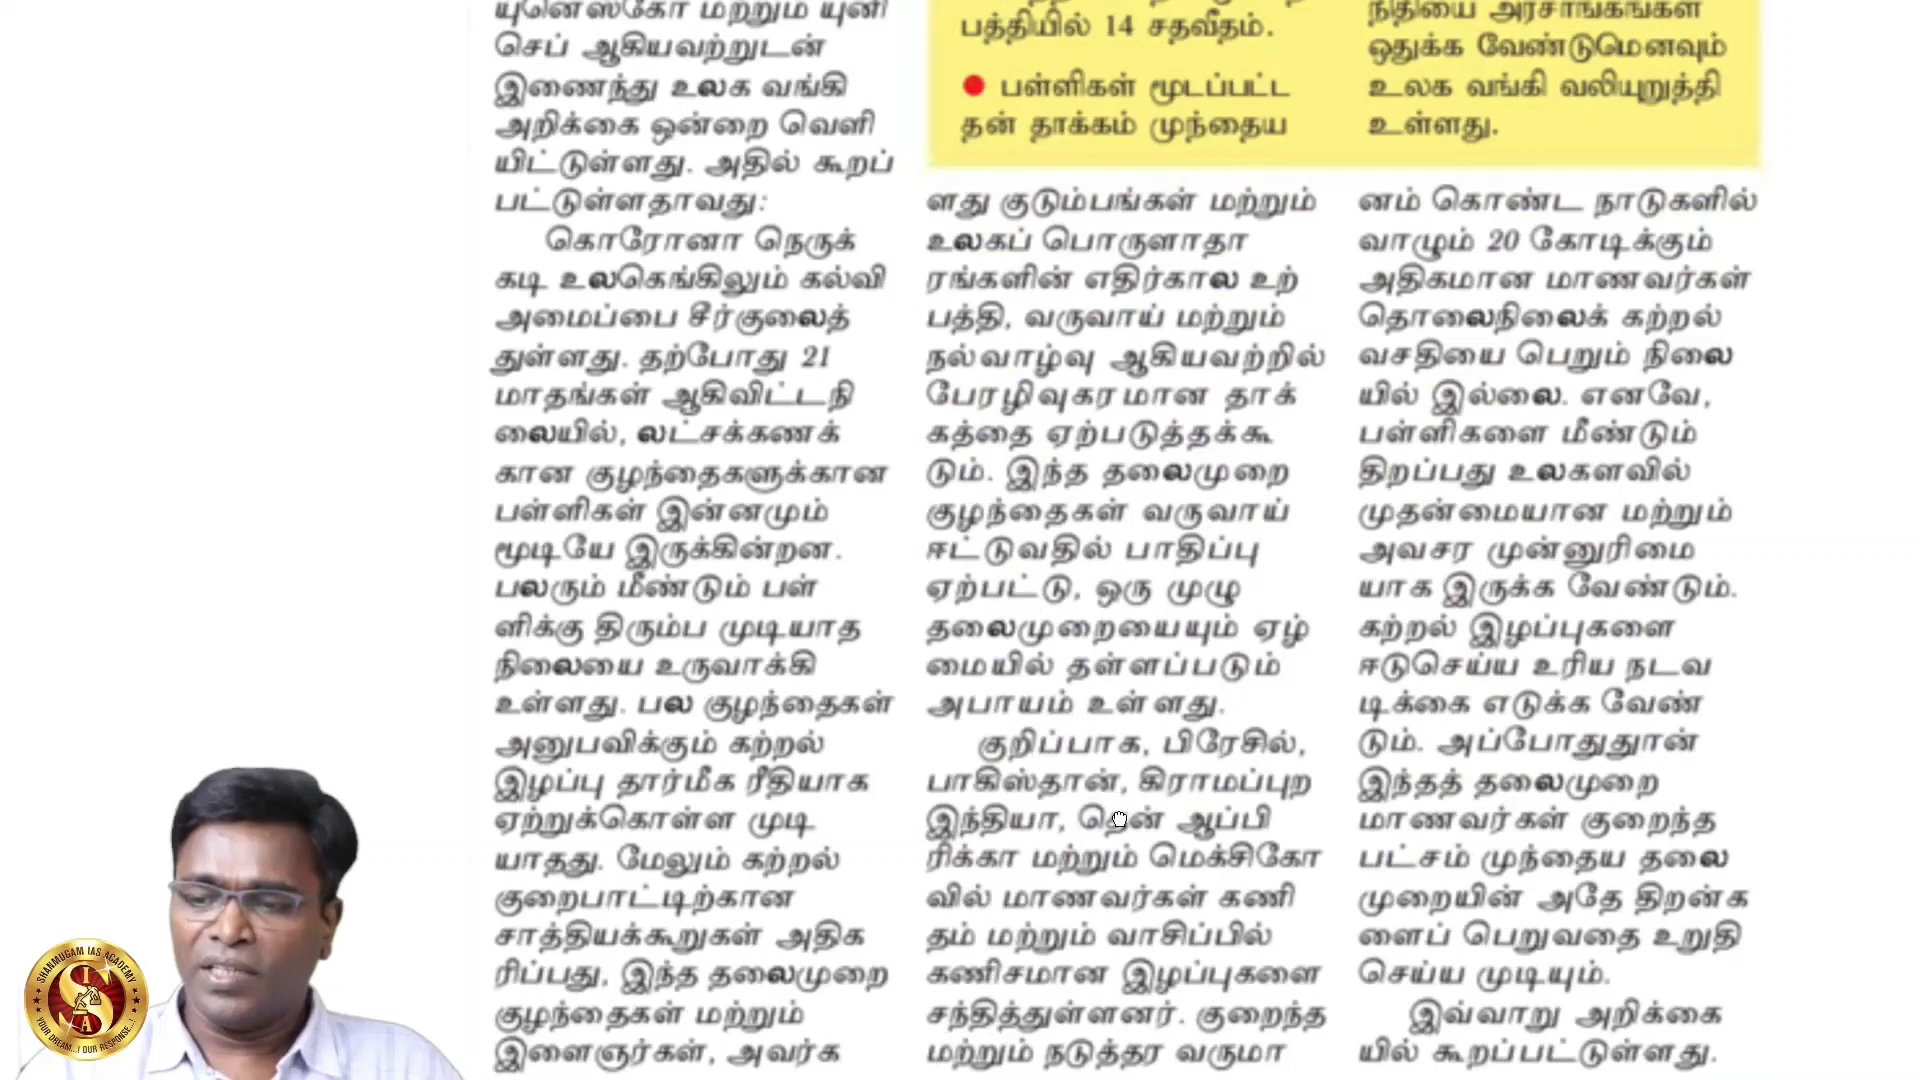 யுனெஸ்கோ மற்றும் யுனி
செப் ஆகியவற்றுடன்
இணைந்து உலக வங்கி
அறிக்கை ஒன்றை வெளி
யிட்டுள்ளது. அதில் கூறப்
பட்டுள்ளதாவது:
கொரோனா நெருக்
கடி உலகெங்கிலும் கல்வி
அமைப்பை சீர்குலைத்
துள்ளது. தற்போது 21
மாதங்கள் ஆகிவிட்டநி
லையில், லட்சக்கணக்
கான குழந்தைகளுக்கான
பள்ளிகள் இன்னமும்
மூடியே இருக்கின்றன.
பலரும் மீண்டும் பள்
ளிக்கு திரும்ப முடியாத
நிலையை உருவாக்கி
உள்ளது. பல குழந்தைகள்
அனுபவிக்கும் கற்றல்
இழப்பு தார்மீக ரீதியாக
ஏற்றுக்கொள்ள முடி
யாதது. மேலும் கற்றல்
குறைபாட்டிற்கான
சாத்தியக்கூறுகள் அதிக
ரிப்பது, இந்த தலைமுறை
குழந்தைகள் மற்றும்
இளைஞர்கள், அவர்க
பத்தியில் 14 சதவீதம்.
● பள்ளிகள் மூடப்பட்ட
தன் தாக்கம் முந்தைய
நிதியை அரசாங்கங்கள்
ஒதுக்க வேண்டுமெனவும்
உலக வங்கி வலியுறுத்தி
உள்ளது.
ளது குடும்பங்கள் மற்றும்
உலகப் பொருளாதா
ரங்களின் எதிர்கால உற்
பத்தி, வருவாய் மற்றும்
நல்வாழ்வு ஆகியவற்றில்
பேரழிவுகரமான தாக்
கத்தை ஏற்படுத்தக்கூ
டும். இந்த தலைமுறை
குழந்தைகள் வருவாய்
ஈட்டுவதில் பாதிப்பு
ஏற்பட்டு, ஒரு முழு
தலைமுறையையும் ஏழ்
மையில் தள்ளப்படும்
அபாயம் உள்ளது.
குறிப்பாக, பிரேசில்,
பாகிஸ்தான், கிராமப்புற
இந்தியா, தென் ஆப்பி
ரிக்கா மற்றும் மெக்சிகோ
வில் மாணவர்கள் கணி
தம் மற்றும் வாசிப்பில்
கணிசமான இழப்புகளை
சந்தித்துள்ளனர். குறைந்த
மற்றும் நடுத்தர வருமா
னம் கொண்ட நாடுகளில்
வாழும் 20 கோடிக்கும்
அதிகமான மாணவர்கள்
தொலைநிலைக் கற்றல்
வசதியை பெறும் நிலை
யில் இல்லை. எனவே,
பள்ளிகளை மீண்டும்
திறப்பது உலகளவில்
முதன்மையான மற்றும்
அவசர முன்னுரிமை
யாக இருக்க வேண்டும்.
கற்றல் இழப்புகளை
ஈடுசெய்ய உரிய நடவ
டிக்கை எடுக்க வேண்
டும். அப்போதுதுான்
இந்தத் தலைமுறை
மாணவர்கள் குறைந்த
பட்சம் முந்தைய தலை
முறையின் அதே திறன்க
ளைப் பெறுவதை உறுதி
செய்ய முடியும்.
இவ்வாறு அறிக்கை
யில் கூறப்பட்டுள்ளது.
SHANMUGAM IAS ACADEMY
SIA
YOUR DREAM...! OUR RESPONSE...!